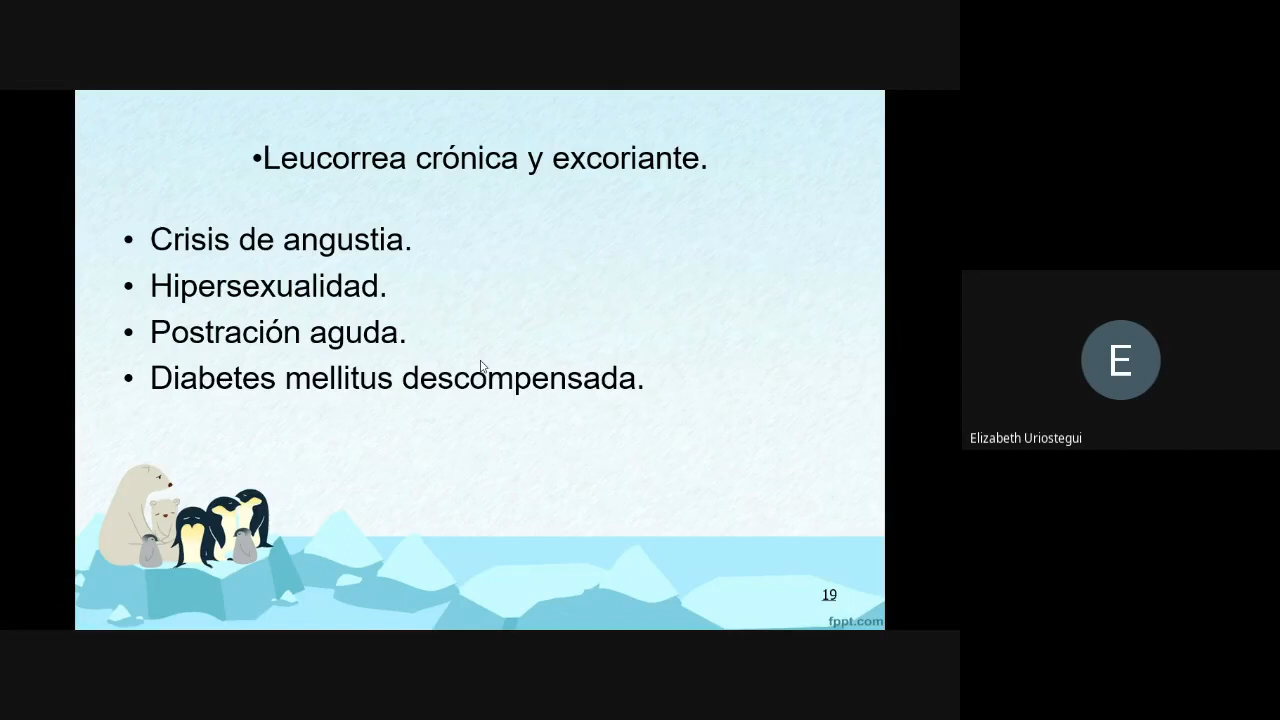 •Leucorrea crónica y excoriante.
• Crisis de angustia.
• Hipersexualidad.
• Postración aguda.
• Diabetes mellitus descompensada.
19
fppt.com
E
Elizabeth Uriostegui